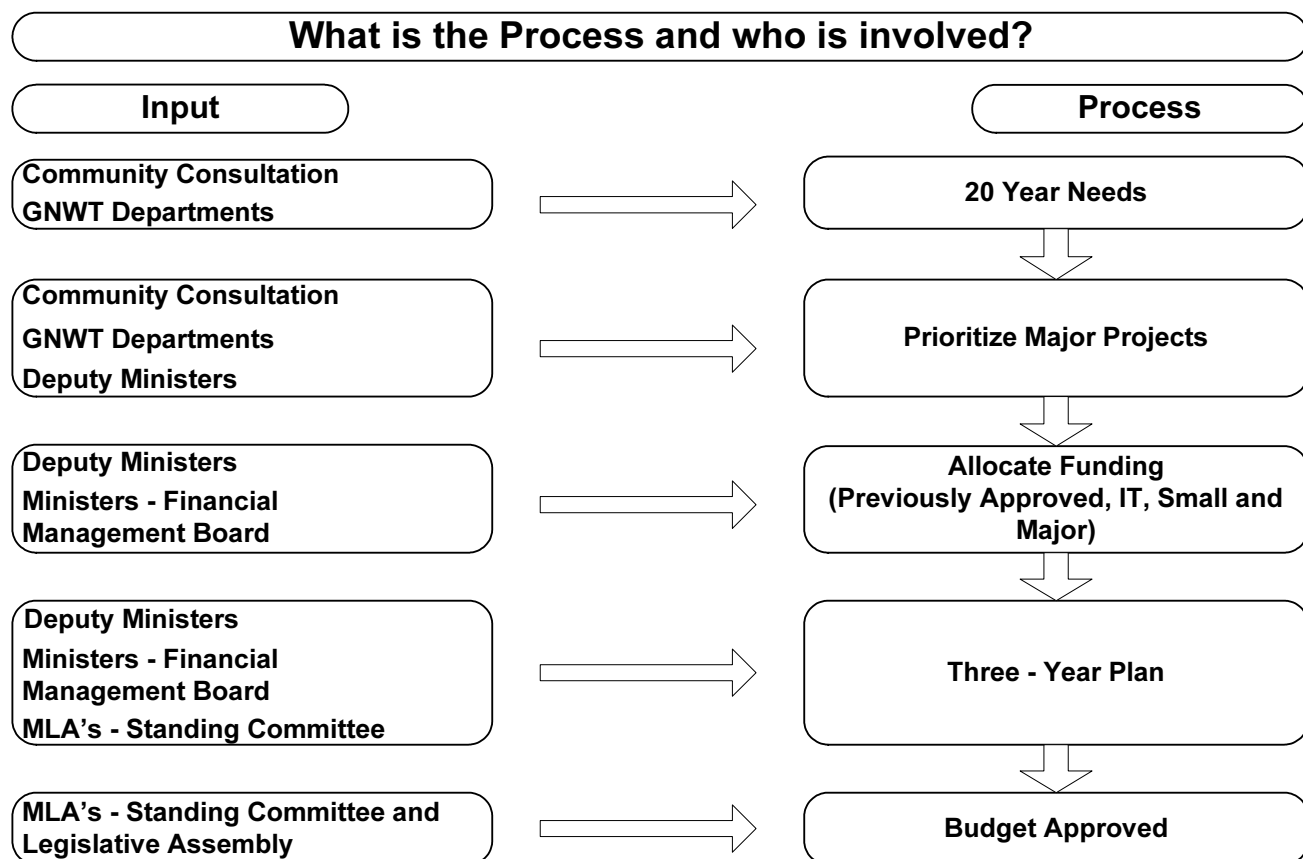 What is the Process and who is involved?
Input
Process
Community Consultation
GNWT Departments
20 Year Needs
Community Consultation
GNWT Departments
Deputy Ministers
Prioritize Major Projects
Deputy Ministers
Ministers - Financial
Management Board
Allocate Funding
(Previously Approved, IT, Small and
Major)
Deputy Ministers
Ministers - Financial
Management Board
MLA's - Standing Committee
Three - Year Plan
MLA's - Standing Committee and
Legislative Assembly
Budget Approved